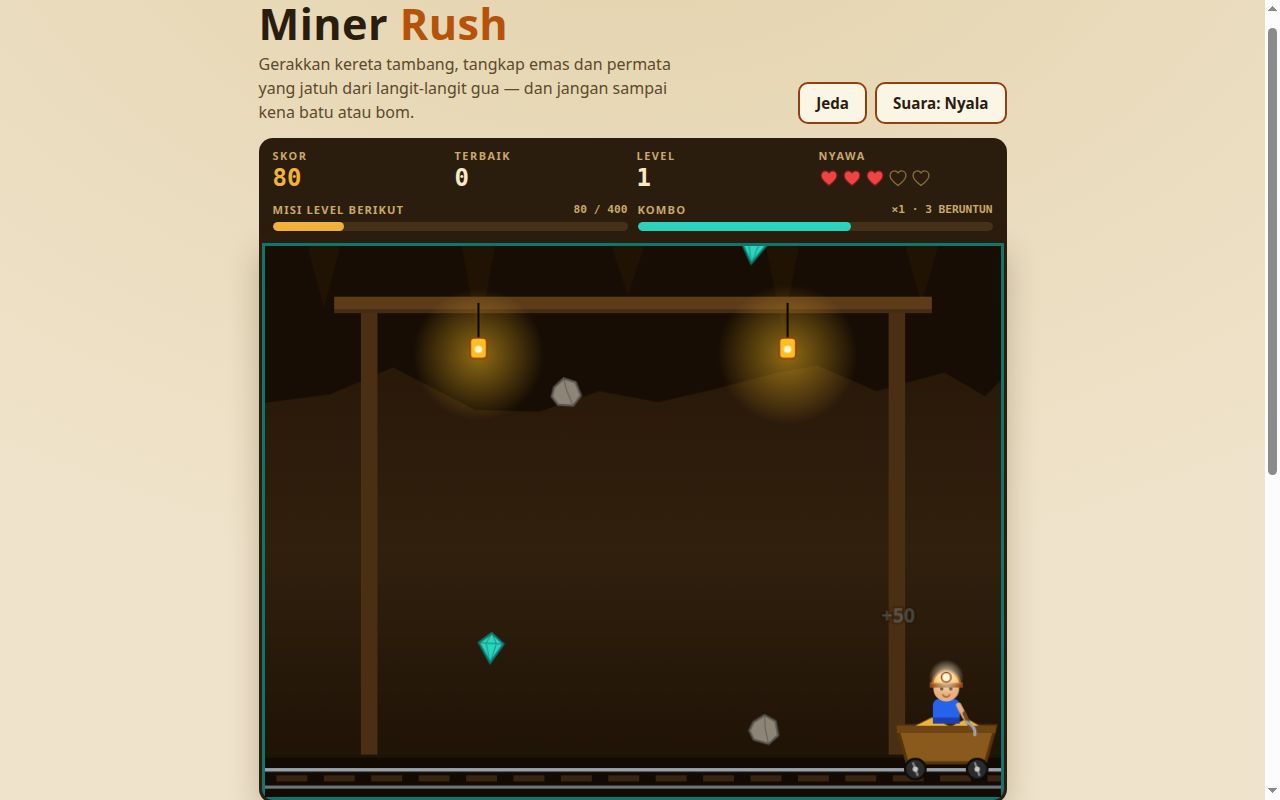 Miner Rush
Gerakkan kereta tambang, tangkap emas dan permata
yang jatuh dari langit-langit gua — dan jangan sampai
kena batu atau bom.
Jeda
Suara: Nyala
SKOR
TERBAIK
LEVEL
NYAWA
80
0
1
MISI LEVEL BERIKUT
80 / 400
KOMBO
×1 · 3 BERUNTUN
+50